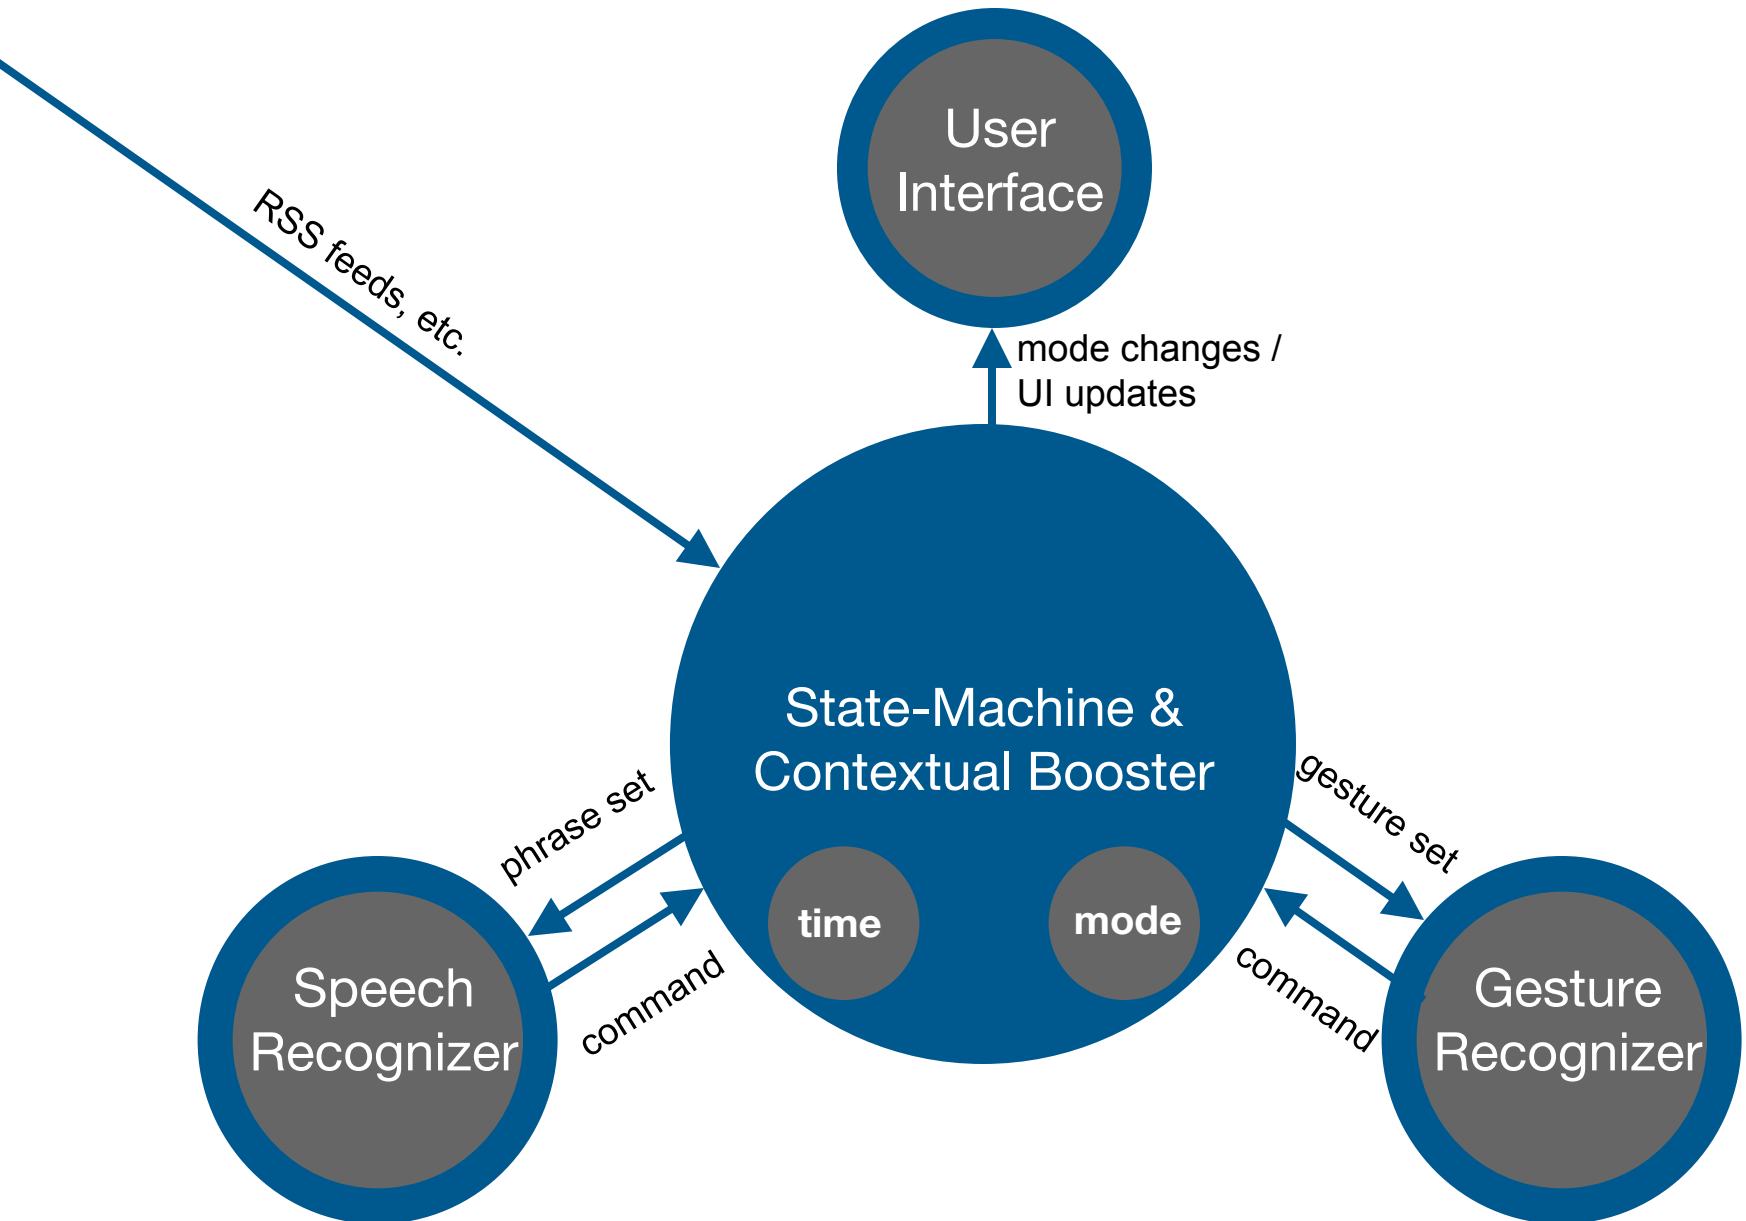 User
Interface
RSS feeds, etc.
mode changes /
UI updates
State-Machine &
Contextual Booster
phrase set
gesture set
time
mode
command
command
Speech
Recognizer
Gesture
Recognizer